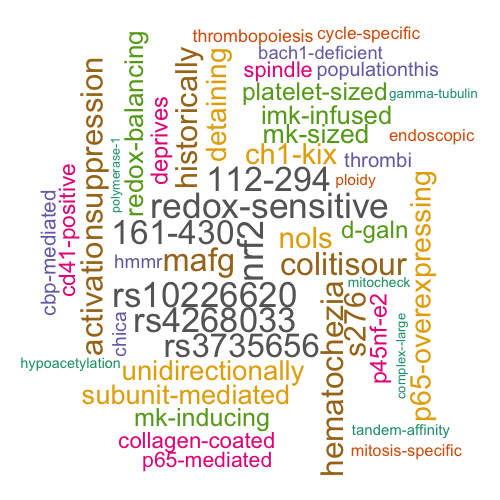 thrombopoiesis cycle-specific
bach1-deficient
spindle populationthis
platelet-sized gamma-tubulin
imk-infused
mk-sized endoscopic
ch1-kix thrombi
112-294 ploidy
redox-sensitive
161-430 nols d-galn
hmmr mafg nrf2 colitisour
rs10226620 mitocheck
rs4268033
rs3735656
unidirectionally
subunit-mediated
mk-inducing
collagen-coated
p65-mediated
hypoacetylation
tandem-affinity
mitosis-specific
cbp-mediated
cd41-positive
activationsuppression
polymerase-1
redox-balancing
deprives
historically
detaining
chica
hematochezia
s276
p45nf-e2
complex--large
p65-overexpressing